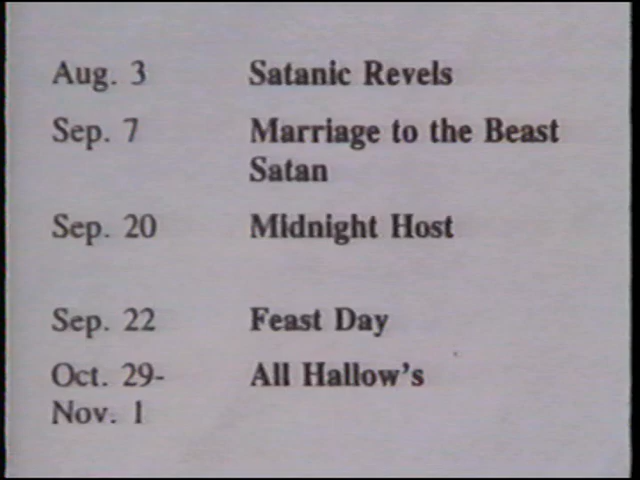 Aug. 3 Satanic Revels
Sep. 7 Marriage to the Beast
Satan
Sep. 20 Midnight Host
Sep. 22 Feast Day
Oct. 29- All Hallow's
Nov. 1